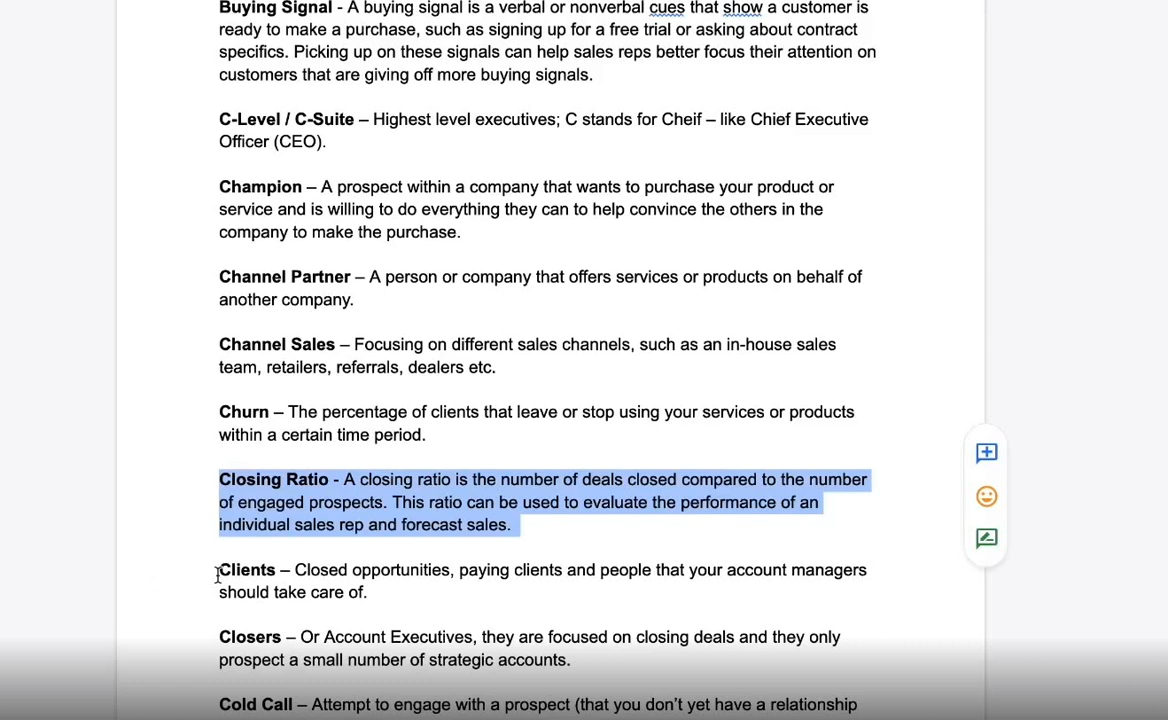 Buying Signal - A buying signal is a verbal or nonverbal cues that show a customer is
ready to make a purchase, such as signing up for a free trial or asking about contract
specifics. Picking up on these signals can help sales reps better focus their attention on
customers that are giving off more buying signals.
C-Level / C-Suite – Highest level executives; C stands for Cheif – like Chief Executive
Officer (CEO).
Champion – A prospect within a company that wants to purchase your product or
service and is willing to do everything they can to help convince the others in the
company to make the purchase.
Channel Partner – A person or company that offers services or products on behalf of
another company.
Channel Sales – Focusing on different sales channels, such as an in-house sales
team, retailers, referrals, dealers etc.
Churn – The percentage of clients that leave or stop using your services or products
within a certain time period.
Closing Ratio - A closing ratio is the number of deals closed compared to the number
of engaged prospects. This ratio can be used to evaluate the performance of an
individual sales rep and forecast sales.
Clients – Closed opportunities, paying clients and people that your account managers
should take care of.
Closers – Or Account Executives, they are focused on closing deals and they only
prospect a small number of strategic accounts.
Cold Call – Attempt to engage with a prospect (that you don’t yet have a relationship